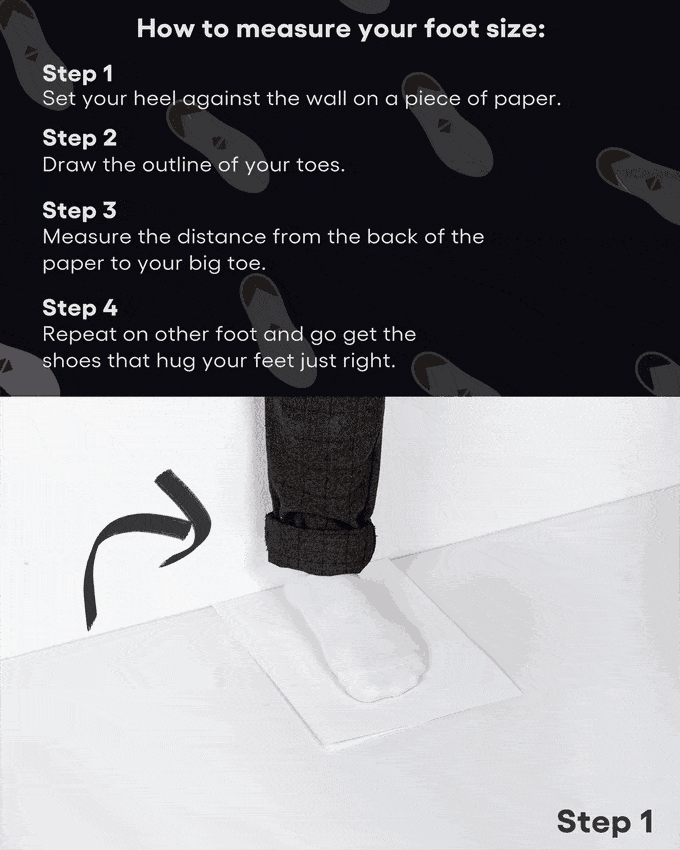 How to measure your foot size:
Step 1
Set your heel against the wall on a piece of paper.
Step 2
Draw the outline of your toes.
Step 3
Measure the distance from the back of the
paper to your big toe.
Step 4
Repeat on other foot and go get the
shoes that hug your feet just right.
Step 1